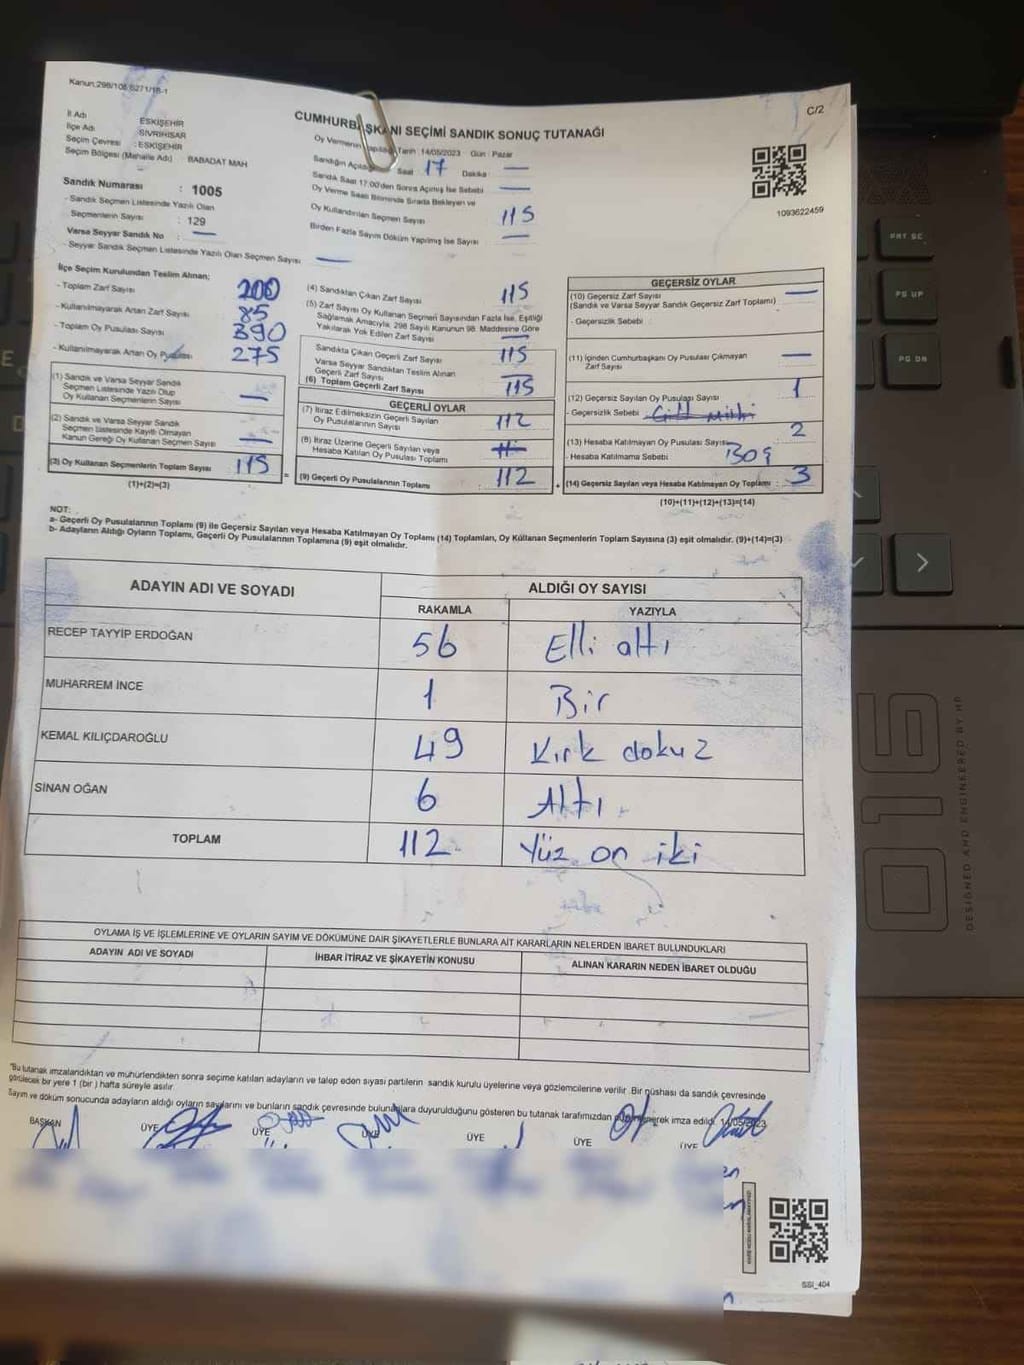 Kanun:298/106,6271/18-1
C/2
CUMHURBAŞKANI SEÇİMİ SANDIK SONUÇ TUTANAĞI
İl Adı : ESKİŞEHİR
İlçe Adı : SİVRİHİSAR
Seçim Çevresi : ESKİŞEHİR
Seçim Bölgesi (Mahalle Adı) : BABADAT MAH
Sandık Numarası : 1005
- Sandık Seçmen Listesinde Yazılı Olan
Seçmenlerin Sayısı : 129
Varsa Seyyar Sandık No —
- Seyyar Sandık Seçmen Listesinde Yazılı Olan Seçmen Sayısı —
Oy Vermenin Yapıldığı Tarih : 14/05/2023 Gün : Pazar
Sandığın Açıldığı Saat 17 Dakika : —
Sandık Saat 17:00'den Sonra Açılmış İse Sebebi —
Oy Verme Saati Bitiminde Sırada Bekleyen ve
Oy Kullandırılan Seçmen Sayısı 115
Birden Fazla Sayım Döküm Yapılmış İse Sayısı —
1093622459
İlçe Seçim Kurulundan Teslim Alınan:
- Toplam Zarf Sayısı 200
- Kullanılmayarak Artan Zarf Sayısı 85
- Toplam Oy Pusulası Sayısı 390
- Kullanılmayarak Artan Oy Pusulası 275
(1) Sandık ve Varsa Seyyar Sandık
Seçmen Listesinde Yazılı Olup
Oy Kullanan Seçmenlerin Sayısı —
(2) Sandık ve Varsa Seyyar Sandık
Seçmen Listesinde Kayıtlı Olmayan
Kanun Gereği Oy Kullanan Seçmen Sayısı —
(3) Oy Kullanan Seçmenlerin Toplam Sayısı 115
(1)+(2)=(3)
(4) Sandıktan Çıkan Zarf Sayısı 115
(5) Zarf Sayısı Oy Kullanan Seçmen Sayısından Fazla İse, Eşitliği
Sağlamak Amacıyla, 298 Sayılı Kanunun 98. Maddesine Göre
Yakılarak Yok Edilen Zarf Sayısı —
Sandıkta Çıkan Geçerli Zarf Sayısı 115
Varsa Seyyar Sandıktan Teslim Alınan
Geçerli Zarf Sayısı —
(6) Toplam Geçerli Zarf Sayısı 115
GEÇERLİ OYLAR
(7) İtiraz Edilmeksizin Geçerli Sayılan
Oy Pusulalarının Sayısı 112
(8) İtiraz Üzerine Geçerli Sayılan veya
Hesaba Katılan Oy Pusulası Toplamı
= (9) Geçerli Oy Pusulalarının Toplamı 112
GEÇERSİZ OYLAR
(10) Geçersiz Zarf Sayısı —
(Sandık ve Varsa Seyyar Sandık Geçersiz Zarf Toplamı)
- Geçersizlik Sebebi :
(11) İçinden Cumhurbaşkanı Oy Pusulası Çıkmayan
Zarf Sayısı —
(12) Geçersiz Sayılan Oy Pusulası Sayısı 1
- Geçersizlik Sebebi
(13) Hesaba Katılmayan Oy Pusulası Sayısı 2
- Hesaba Katılmama Sebebi Boş
+ (14) Geçersiz Sayılan veya Hesaba Katılmayan Oy Toplamı : 3
(10)+(11)+(12)+(13)=(14)
NOT:
a- Geçerli Oy Pusulalarının Toplamı (9) ile Geçersiz Sayılan veya Hesaba Katılmayan Oy Toplamı (14) Toplamları, Oy Kullanan Seçmenlerin Toplam Sayısına (3) eşit olmalıdır. (9)+(14)=(3)
b- Adayların Aldığı Oyların Toplamı, Geçerli Oy Pusulalarının Toplamına (9) eşit olmalıdır.
ADAYIN ADI VE SOYADI
ALDIĞI OY SAYISI
RAKAMLA YAZIYLA
RECEP TAYYİP ERDOĞAN 56 Elli altı
MUHARREM İNCE 1 Bir
KEMAL KILIÇDAROĞLU 49 Kırk dokuz
SİNAN OĞAN 6 Altı
TOPLAM 112 Yüz on iki
OYLAMA İŞ VE İŞLEMLERİNE VE OYLARIN SAYIM VE DÖKÜMÜNE DAİR ŞİKAYETLERLE BUNLARA AİT KARARLARIN NELERDEN İBARET BULUNDUKLARI
ADAYIN ADI VE SOYADI İHBAR İTİRAZ VE ŞİKAYETİN KONUSU ALINAN KARARIN NEDEN İBARET OLDUĞU
*Bu tutanak imzalandıktan ve mühürlendikten sonra seçime katılan adayların ve talep eden siyasi partilerin sandık kurulu üyelerine veya gözlemcilerine verilir. Bir nüshası da sandık çevresinde
görülecek bir yere 1 (bir) hafta süreyle asılır.
Sayım ve döküm sonucunda adayların aldığı oyların sayılarını ve bunların sandık çevresinde bulunanlara duyurulduğunu gösteren bu tutanak tarafımızdan imza edildi. 14/05/2023
BAŞKAN ÜYE ÜYE ÜYE ÜYE ÜYE ÜYE
SSI_404
PRT SC
PG UP
PG DN
E
D
016
DESIGNED AND ENGINEERED BY HP